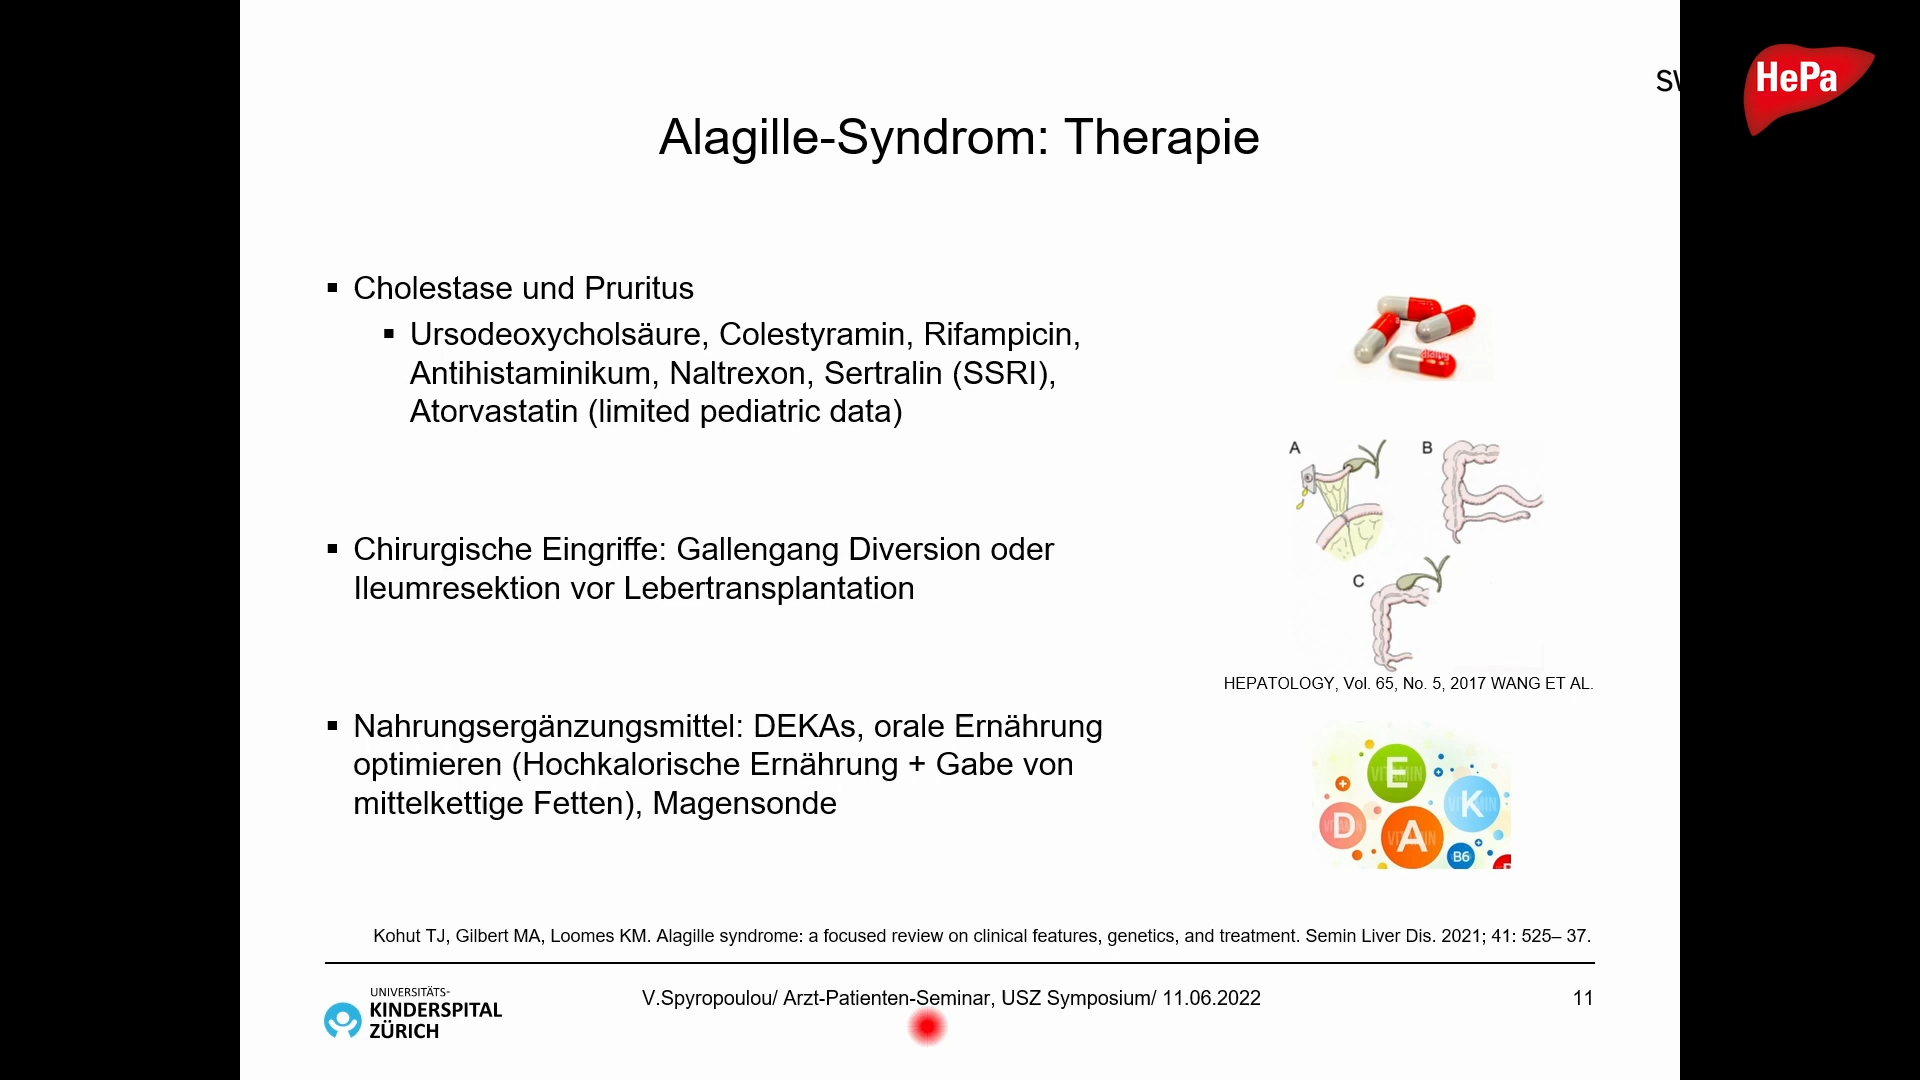 SW
HePa
Alagille-Syndrom: Therapie
▪ Cholestase und Pruritus
▪ Ursodeoxycholsäure, Colestyramin, Rifampicin,
Antihistaminikum, Naltrexon, Sertralin (SSRI),
Atorvastatin (limited pediatric data)
A
B
C
▪ Chirurgische Eingriffe: Gallengang Diversion oder
Ileumresektion vor Lebertransplantation
HEPATOLOGY, Vol. 65, No. 5, 2017 WANG ET AL.
▪ Nahrungsergänzungsmittel: DEKAs, orale Ernährung
optimieren (Hochkalorische Ernährung + Gabe von
mittelkettige Fetten), Magensonde
E
K
D
A
B6
Kohut TJ, Gilbert MA, Loomes KM. Alagille syndrome: a focused review on clinical features, genetics, and treatment. Semin Liver Dis. 2021; 41: 525– 37.
UNIVERSITÄTS-
KINDERSPITAL
ZÜRICH
V.Spyropoulou/ Arzt-Patienten-Seminar, USZ Symposium/ 11.06.2022
11